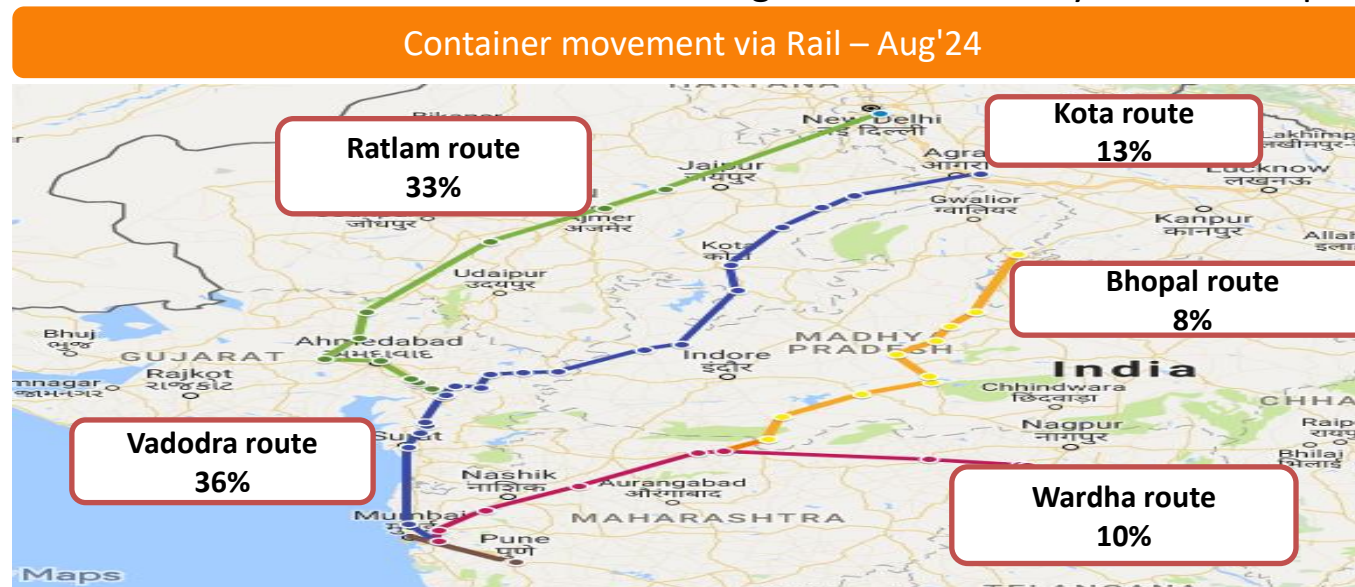 Container movement via Rail – Aug'24
Ratlam route
33%
Kota route
13%
Bhopal route
8%
Vadodra route
36%
Wardha route
10%
New Delhi
नई दिल्ली
Jaipur
जयपुर
Agra
आगरा
Lucknow
लखनऊ
Gwalior
ग्वालियर
Kanpur
कानपुर
अजमेर
जोधपुर
Kota
Udaipur
उदयपुर
Bhuj
GUJARAT
Rajkot
રાજકોટ
Ahmedabad
અમદાવાદ
Indore
इंदौर
MADHYA
PRADESH
India
Chhindwara
छिंदवाड़ा
Nagpur
नागपुर
Bhilai
भिलाई
Surat
Nashik
नाशिक
Aurangabad
औरंगाबाद
Mumbai
MAHARASHTRA
Pune
पुणे
Maps